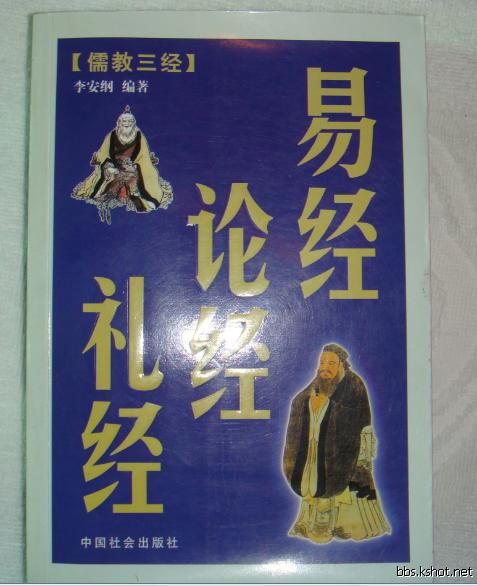 【儒教三经】
李安纲 编著
易经
论经
礼经
中国社会出版社
bbs.kshot.net